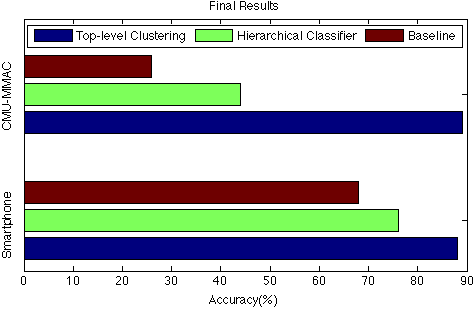 Final Results
Top-level Clustering Hierarchical Classifier Baseline
CMU-MMAC
Smartphone
0 10 20 30 40 50 60 70 80 90
Accuracy(%)